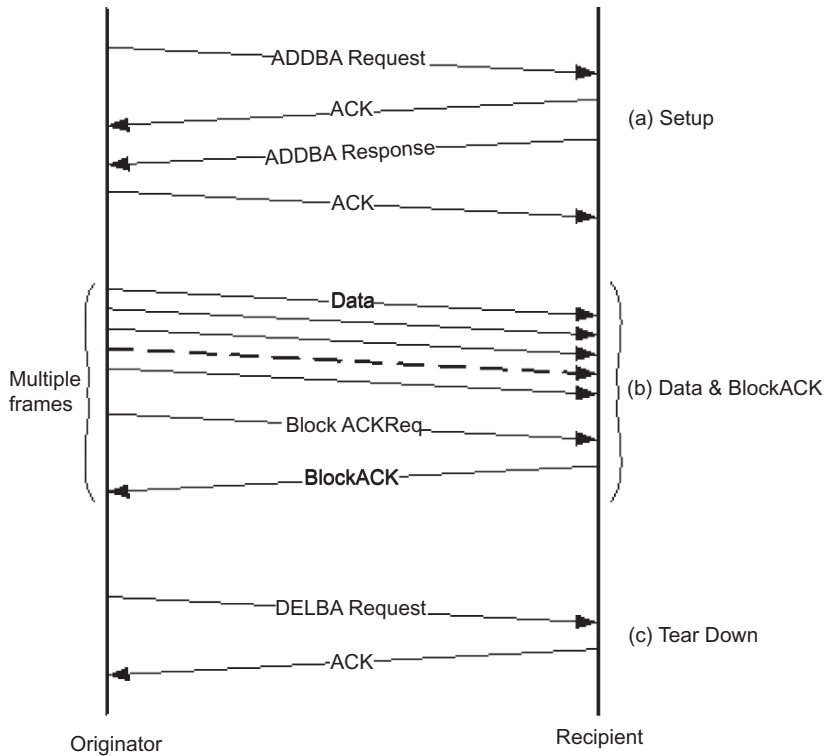 ADDBA Request
ACK
(a) Setup
ADDBA Response
ACK
Data
Multiple
frames
(b) Data & BlockACK
Block ACKReq
BlockACK
DELBA Request
(c) Tear Down
ACK
Originator
Recipient